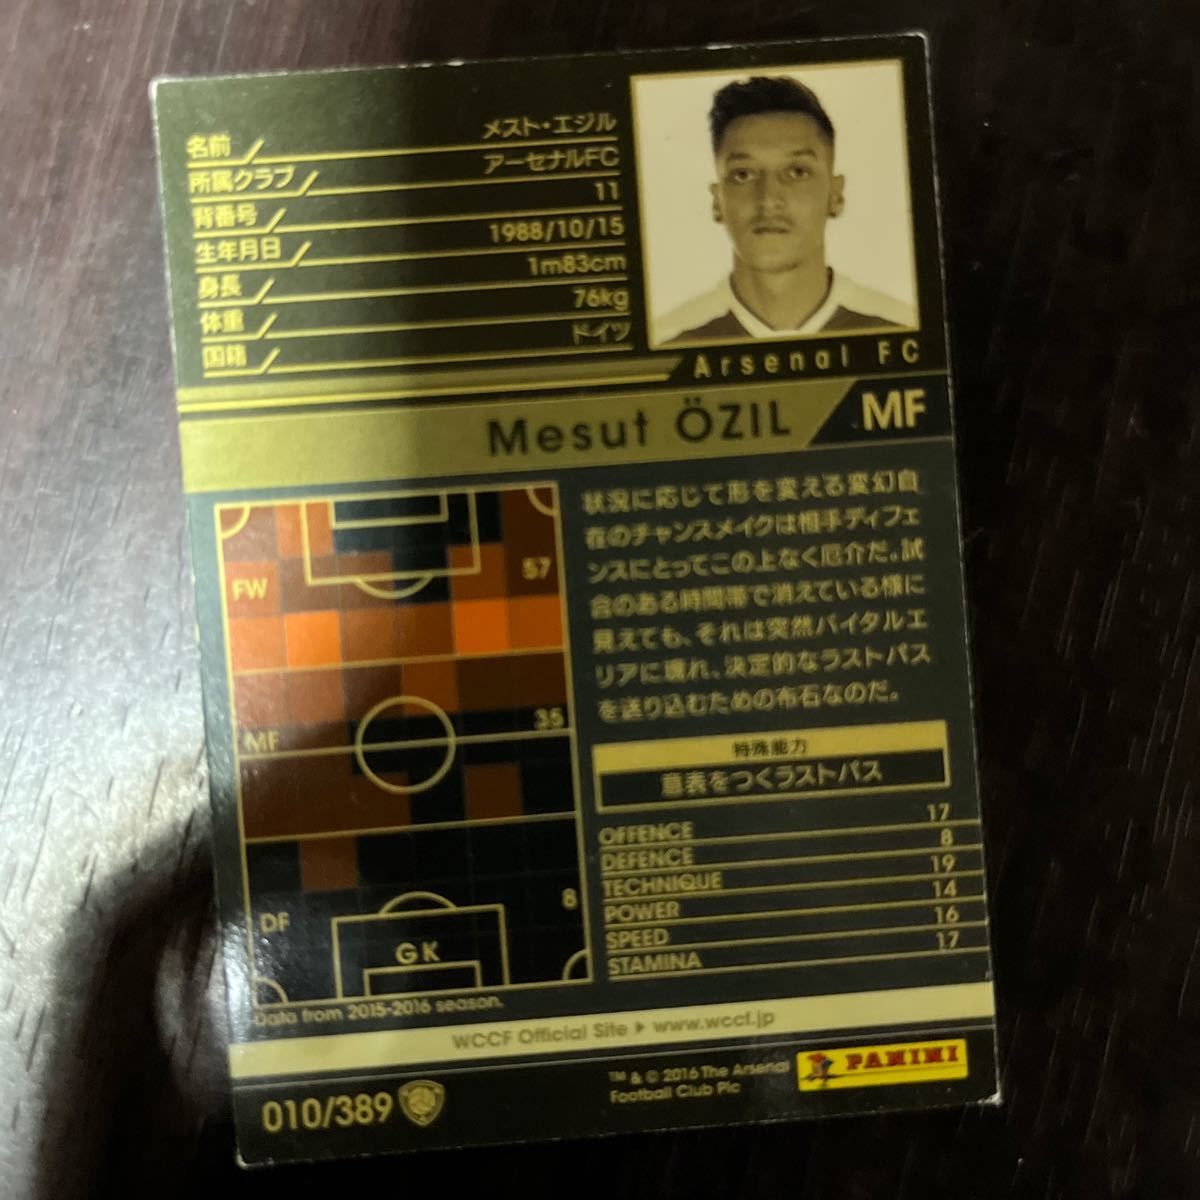 名前 メスト・エジル
所属クラブ アーセナルFC
背番号 11
生年月日 1988/10/15
身長 1m83cm
体重 76kg
国籍 ドイツ
Arsenal FC
Mesut ÖZIL MF
FW 57
MF 35
DF 8
GK
Data from 2015-2016 season.
状況に応じて形を変える変幻自
在のチャンスメイクは相手ディフェ
ンスにとってこの上なく厄介だ。試
合のある時間帯で消えている様に
見えても、それは突然バイタルエ
リアに現れ、決定的なラストパス
を送り込むための布石なのだ。
特殊能力
意表をつくラストパス
OFFENCE 17
DEFENCE 8
TECHNIQUE 19
POWER 14
SPEED 16
STAMINA 17
WCCF Official Site ▶ www.wccf.jp
010/389
™ & © 2016 The Arsenal
Football Club Plc
PANINI